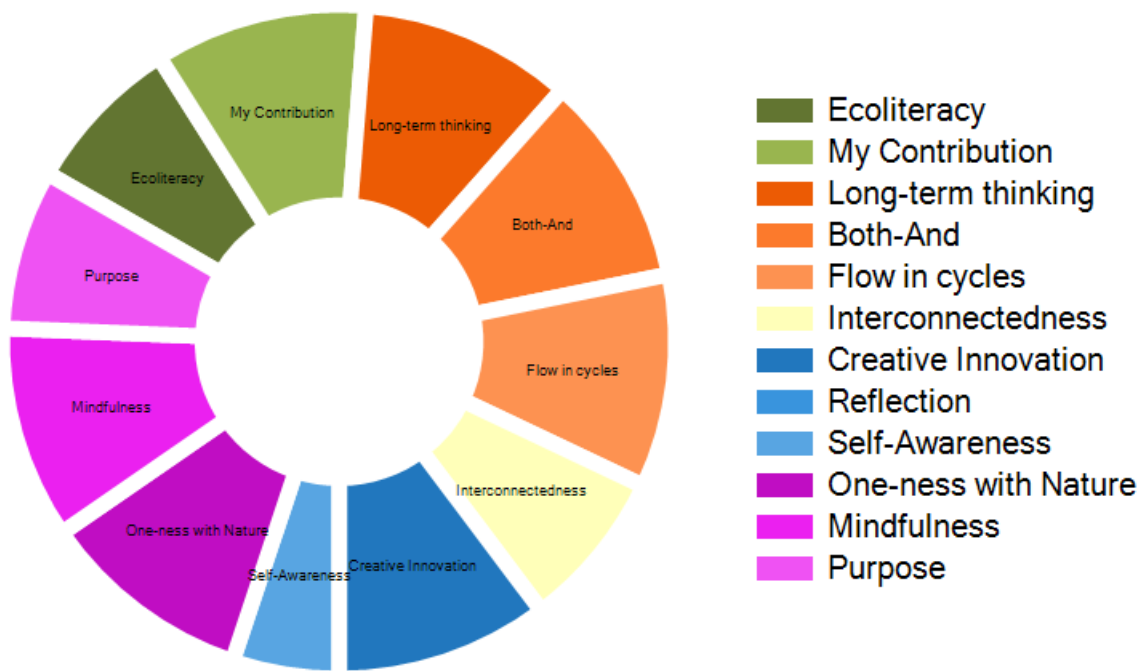 My Contribution
Long-term thinking
Ecoliteracy
Both-And
Purpose
Flow in cycles
Mindfulness
Interconnectedness
One-ness with Nature
Self-Awareness
Creative Innovation
Ecoliteracy
My Contribution
Long-term thinking
Both-And
Flow in cycles
Interconnectedness
Creative Innovation
Reflection
Self-Awareness
One-ness with Nature
Mindfulness
Purpose